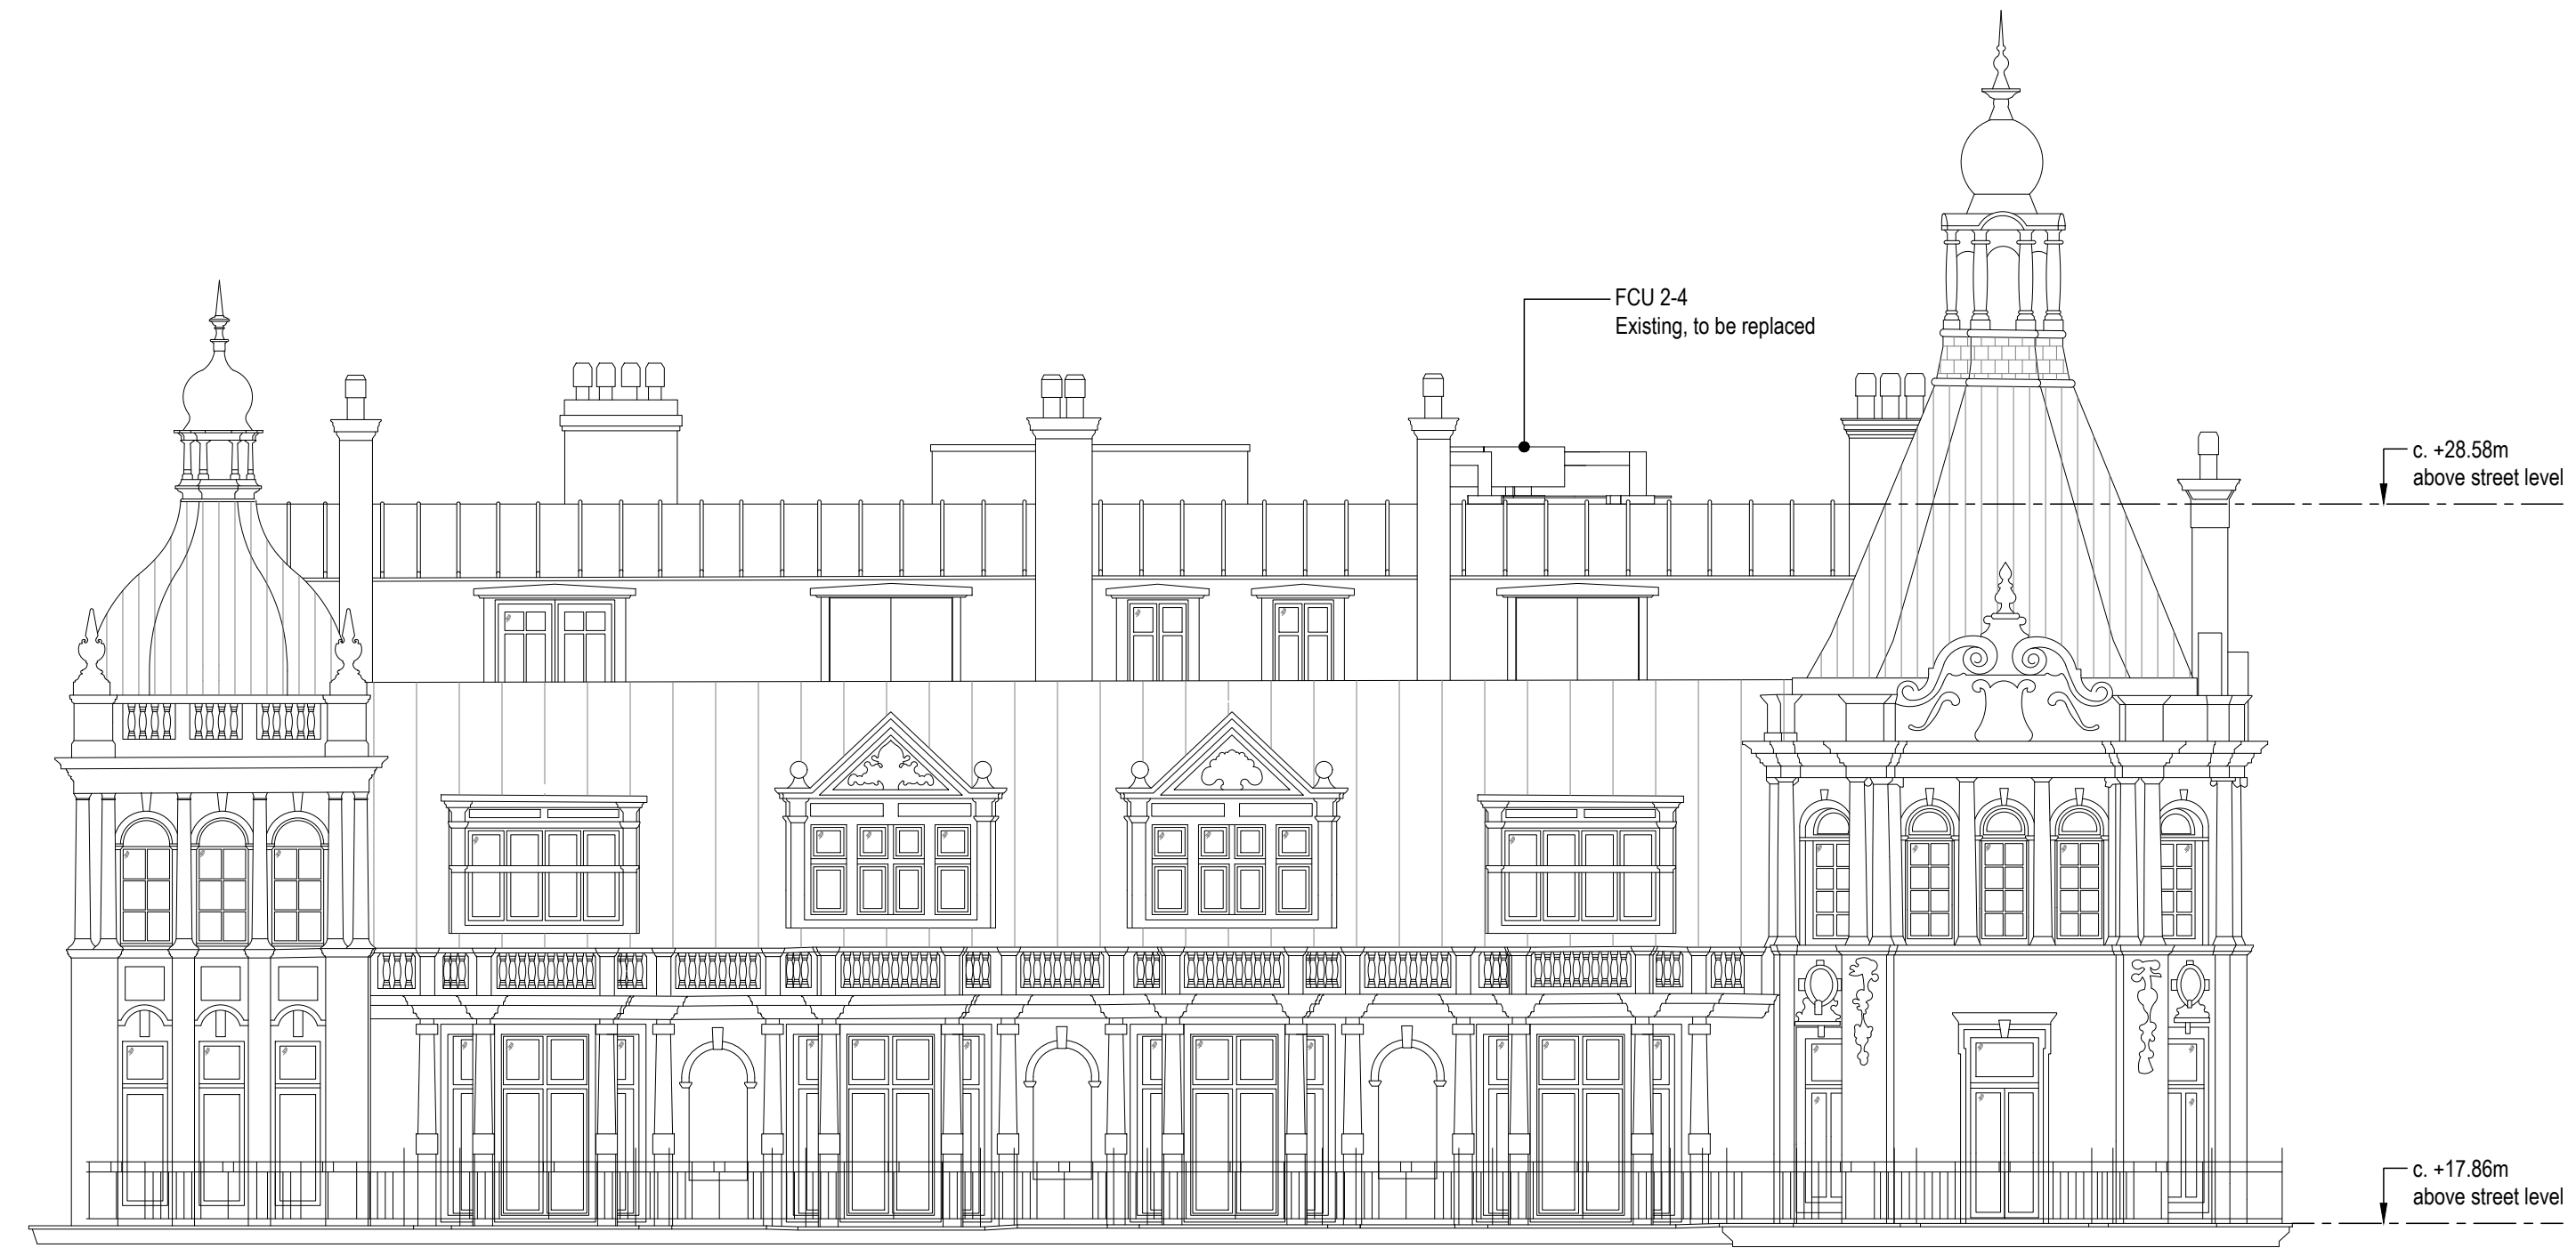 FCU 2-4
Existing, to be replaced
c. +28.58m
above street level
c. +17.86m
above street level